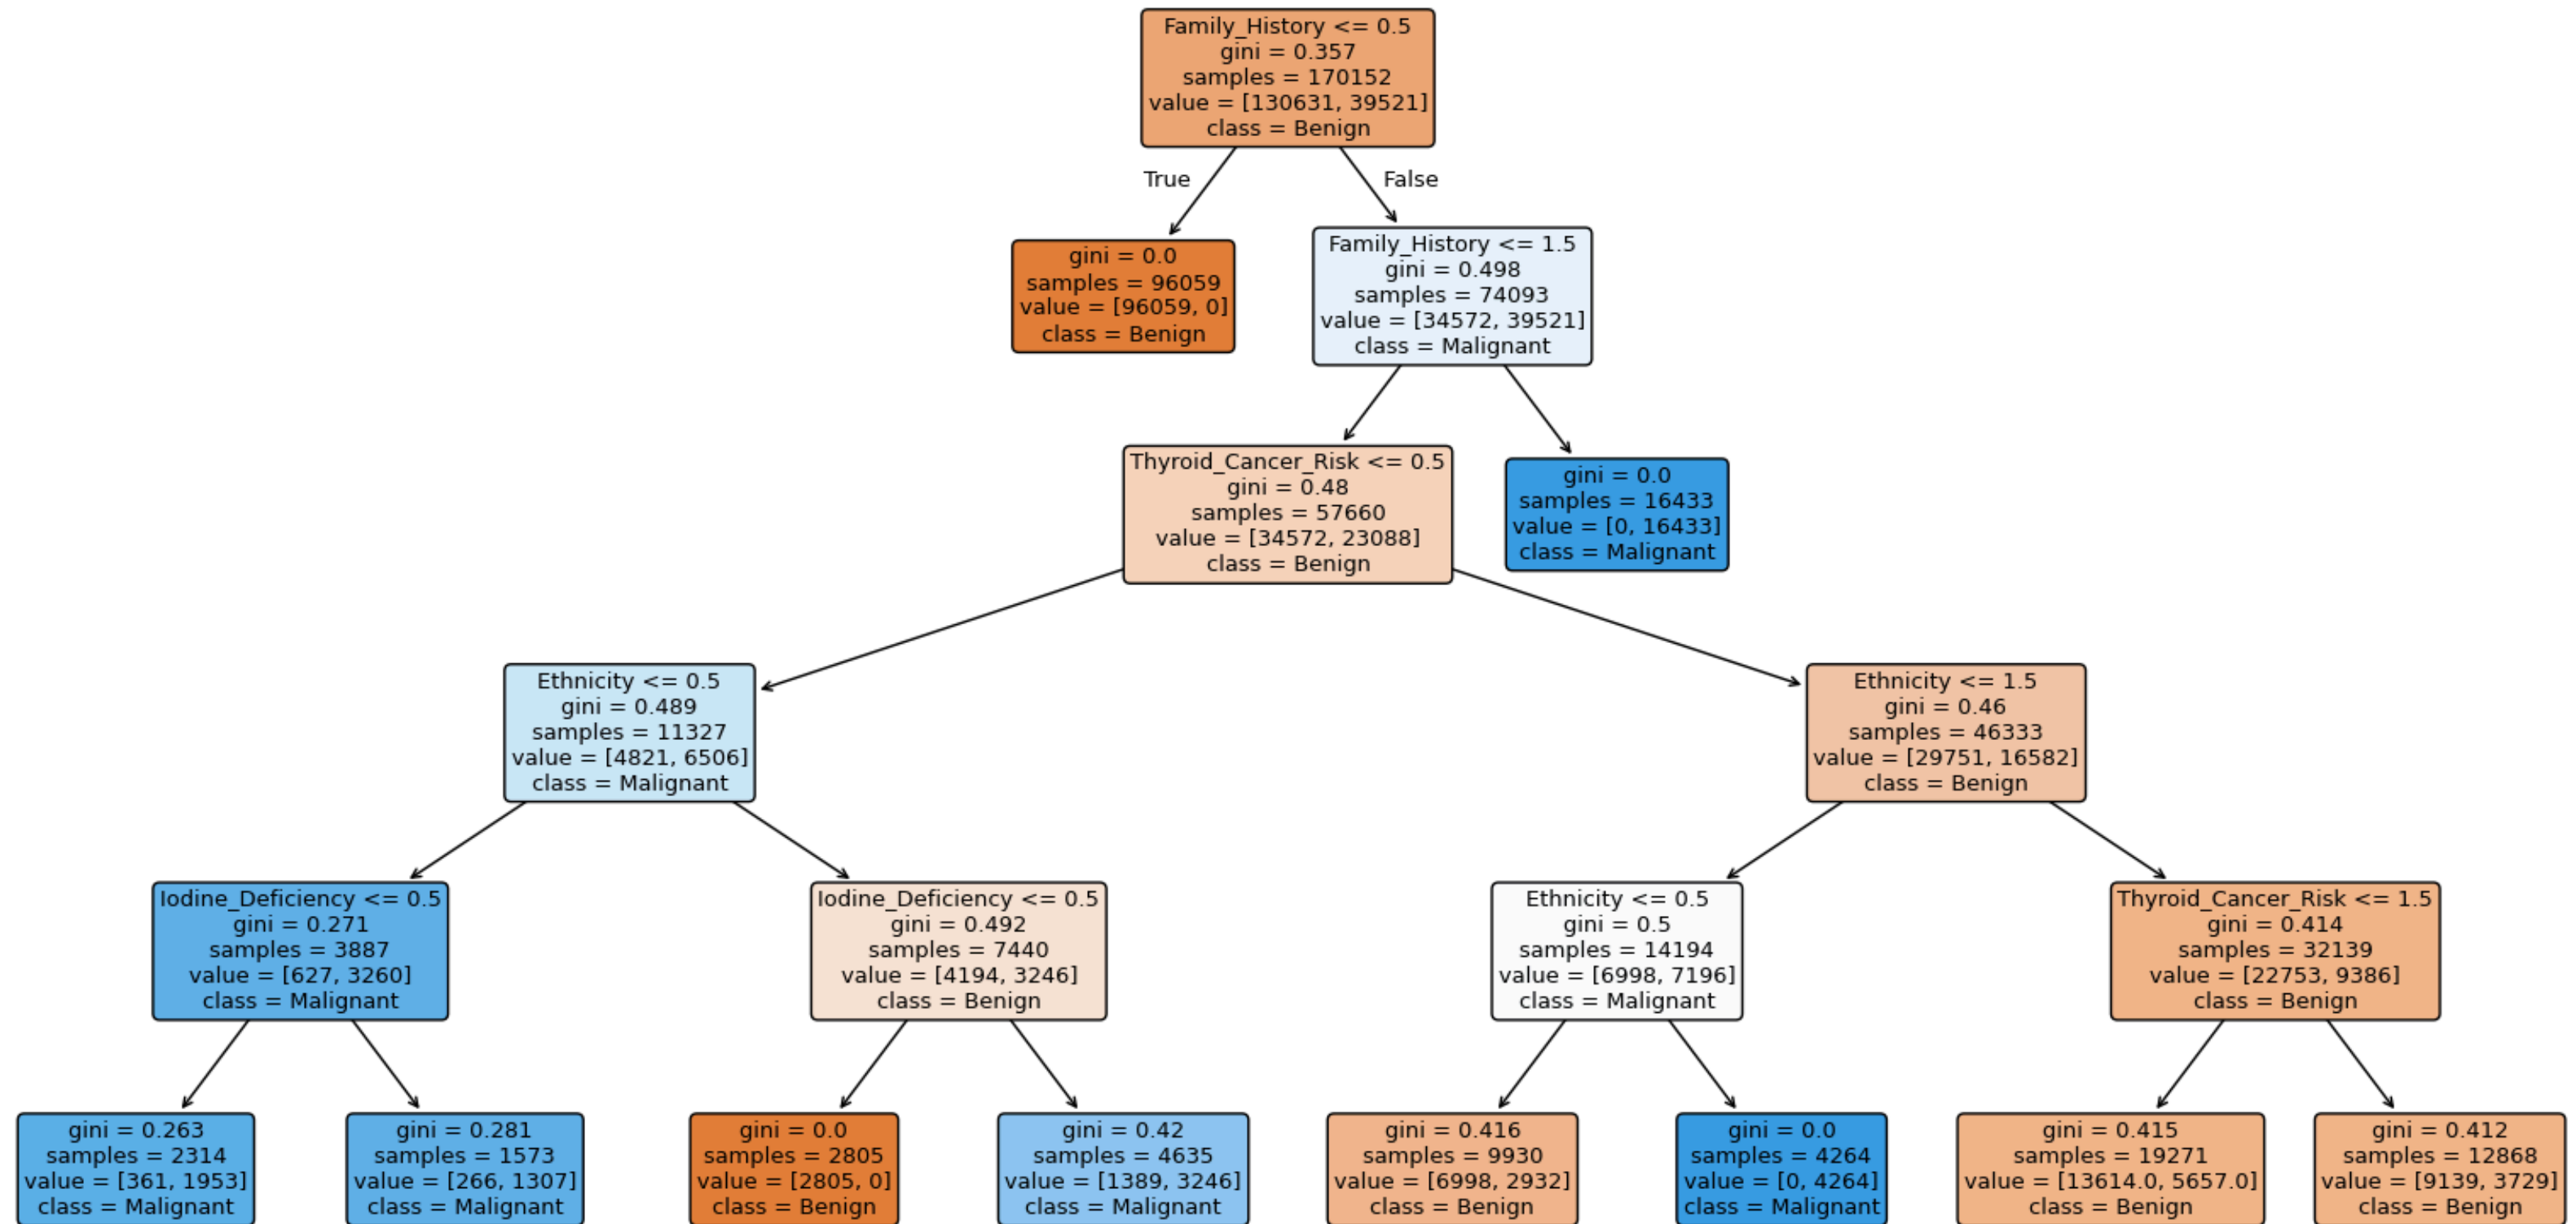 Family_History <= 0.5
gini = 0.357
samples = 170152
value = [130631, 39521]
class = Benign
True
False
gini = 0.0
samples = 96059
value = [96059, 0]
class = Benign
Family_History <= 1.5
gini = 0.498
samples = 74093
value = [34572, 39521]
class = Malignant
Thyroid_Cancer_Risk <= 0.5
gini = 0.48
samples = 57660
value = [34572, 23088]
class = Benign
gini = 0.0
samples = 16433
value = [0, 16433]
class = Malignant
Ethnicity <= 0.5
gini = 0.489
samples = 11327
value = [4821, 6506]
class = Malignant
Ethnicity <= 1.5
gini = 0.46
samples = 46333
value = [29751, 16582]
class = Benign
Iodine_Deficiency <= 0.5
gini = 0.271
samples = 3887
value = [627, 3260]
class = Malignant
Iodine_Deficiency <= 0.5
gini = 0.492
samples = 7440
value = [4194, 3246]
class = Benign
Ethnicity <= 0.5
gini = 0.5
samples = 14194
value = [6998, 7196]
class = Malignant
Thyroid_Cancer_Risk <= 1.5
gini = 0.414
samples = 32139
value = [22753, 9386]
class = Benign
gini = 0.263
samples = 2314
value = [361, 1953]
class = Malignant
gini = 0.281
samples = 1573
value = [266, 1307]
class = Malignant
gini = 0.0
samples = 2805
value = [2805, 0]
class = Benign
gini = 0.42
samples = 4635
value = [1389, 3246]
class = Malignant
gini = 0.416
samples = 9930
value = [6998, 2932]
class = Benign
gini = 0.0
samples = 4264
value = [0, 4264]
class = Malignant
gini = 0.415
samples = 19271
value = [13614.0, 5657.0]
class = Benign
gini = 0.412
samples = 12868
value = [9139, 3729]
class = Benign